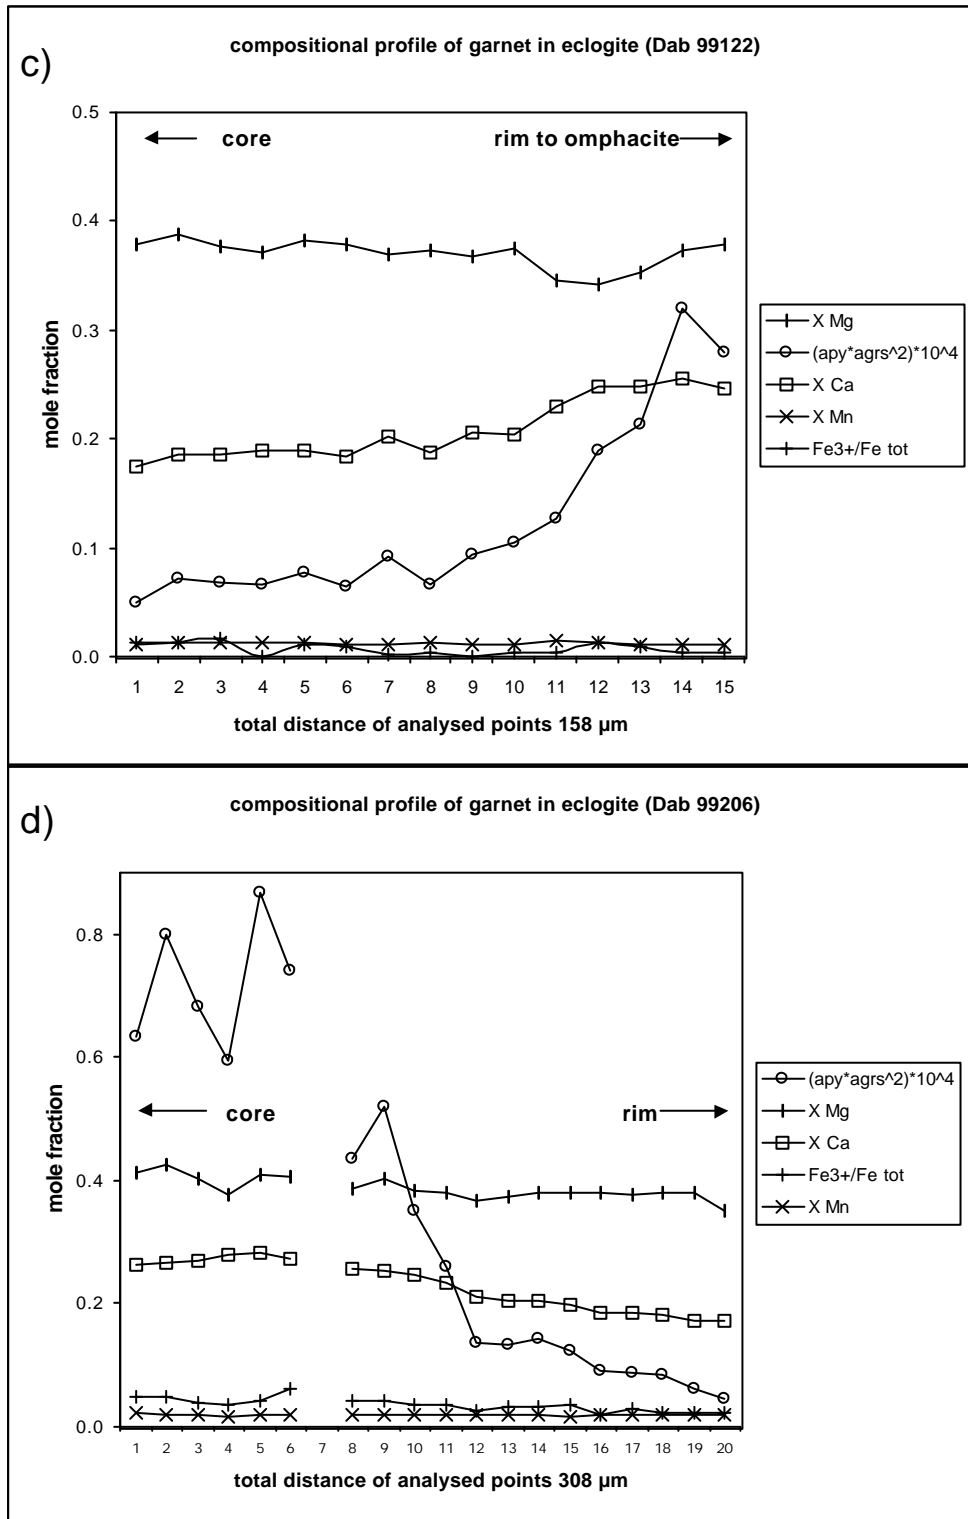 c)
compositional profile of garnet in eclogite (Dab 99122)
0.5
0.4
0.3
0.2
0.1
0.0
mole fraction
core
rim to omphacite
1 2 3 4 5 6 7 8 9 10 11 12 13 14 15
total distance of analysed points 158 µm
X Mg
(apy*agrs^2)*10^4
X Ca
X Mn
Fe3+/Fe tot
d)
compositional profile of garnet in eclogite (Dab 99206)
0.8
0.6
0.4
0.2
0.0
mole fraction
core
rim
1 2 3 4 5 6 7 8 9 10 11 12 13 14 15 16 17 18 19 20
total distance of analysed points 308 µm
(apy*agrs^2)*10^4
X Mg
X Ca
Fe3+/Fe tot
X Mn